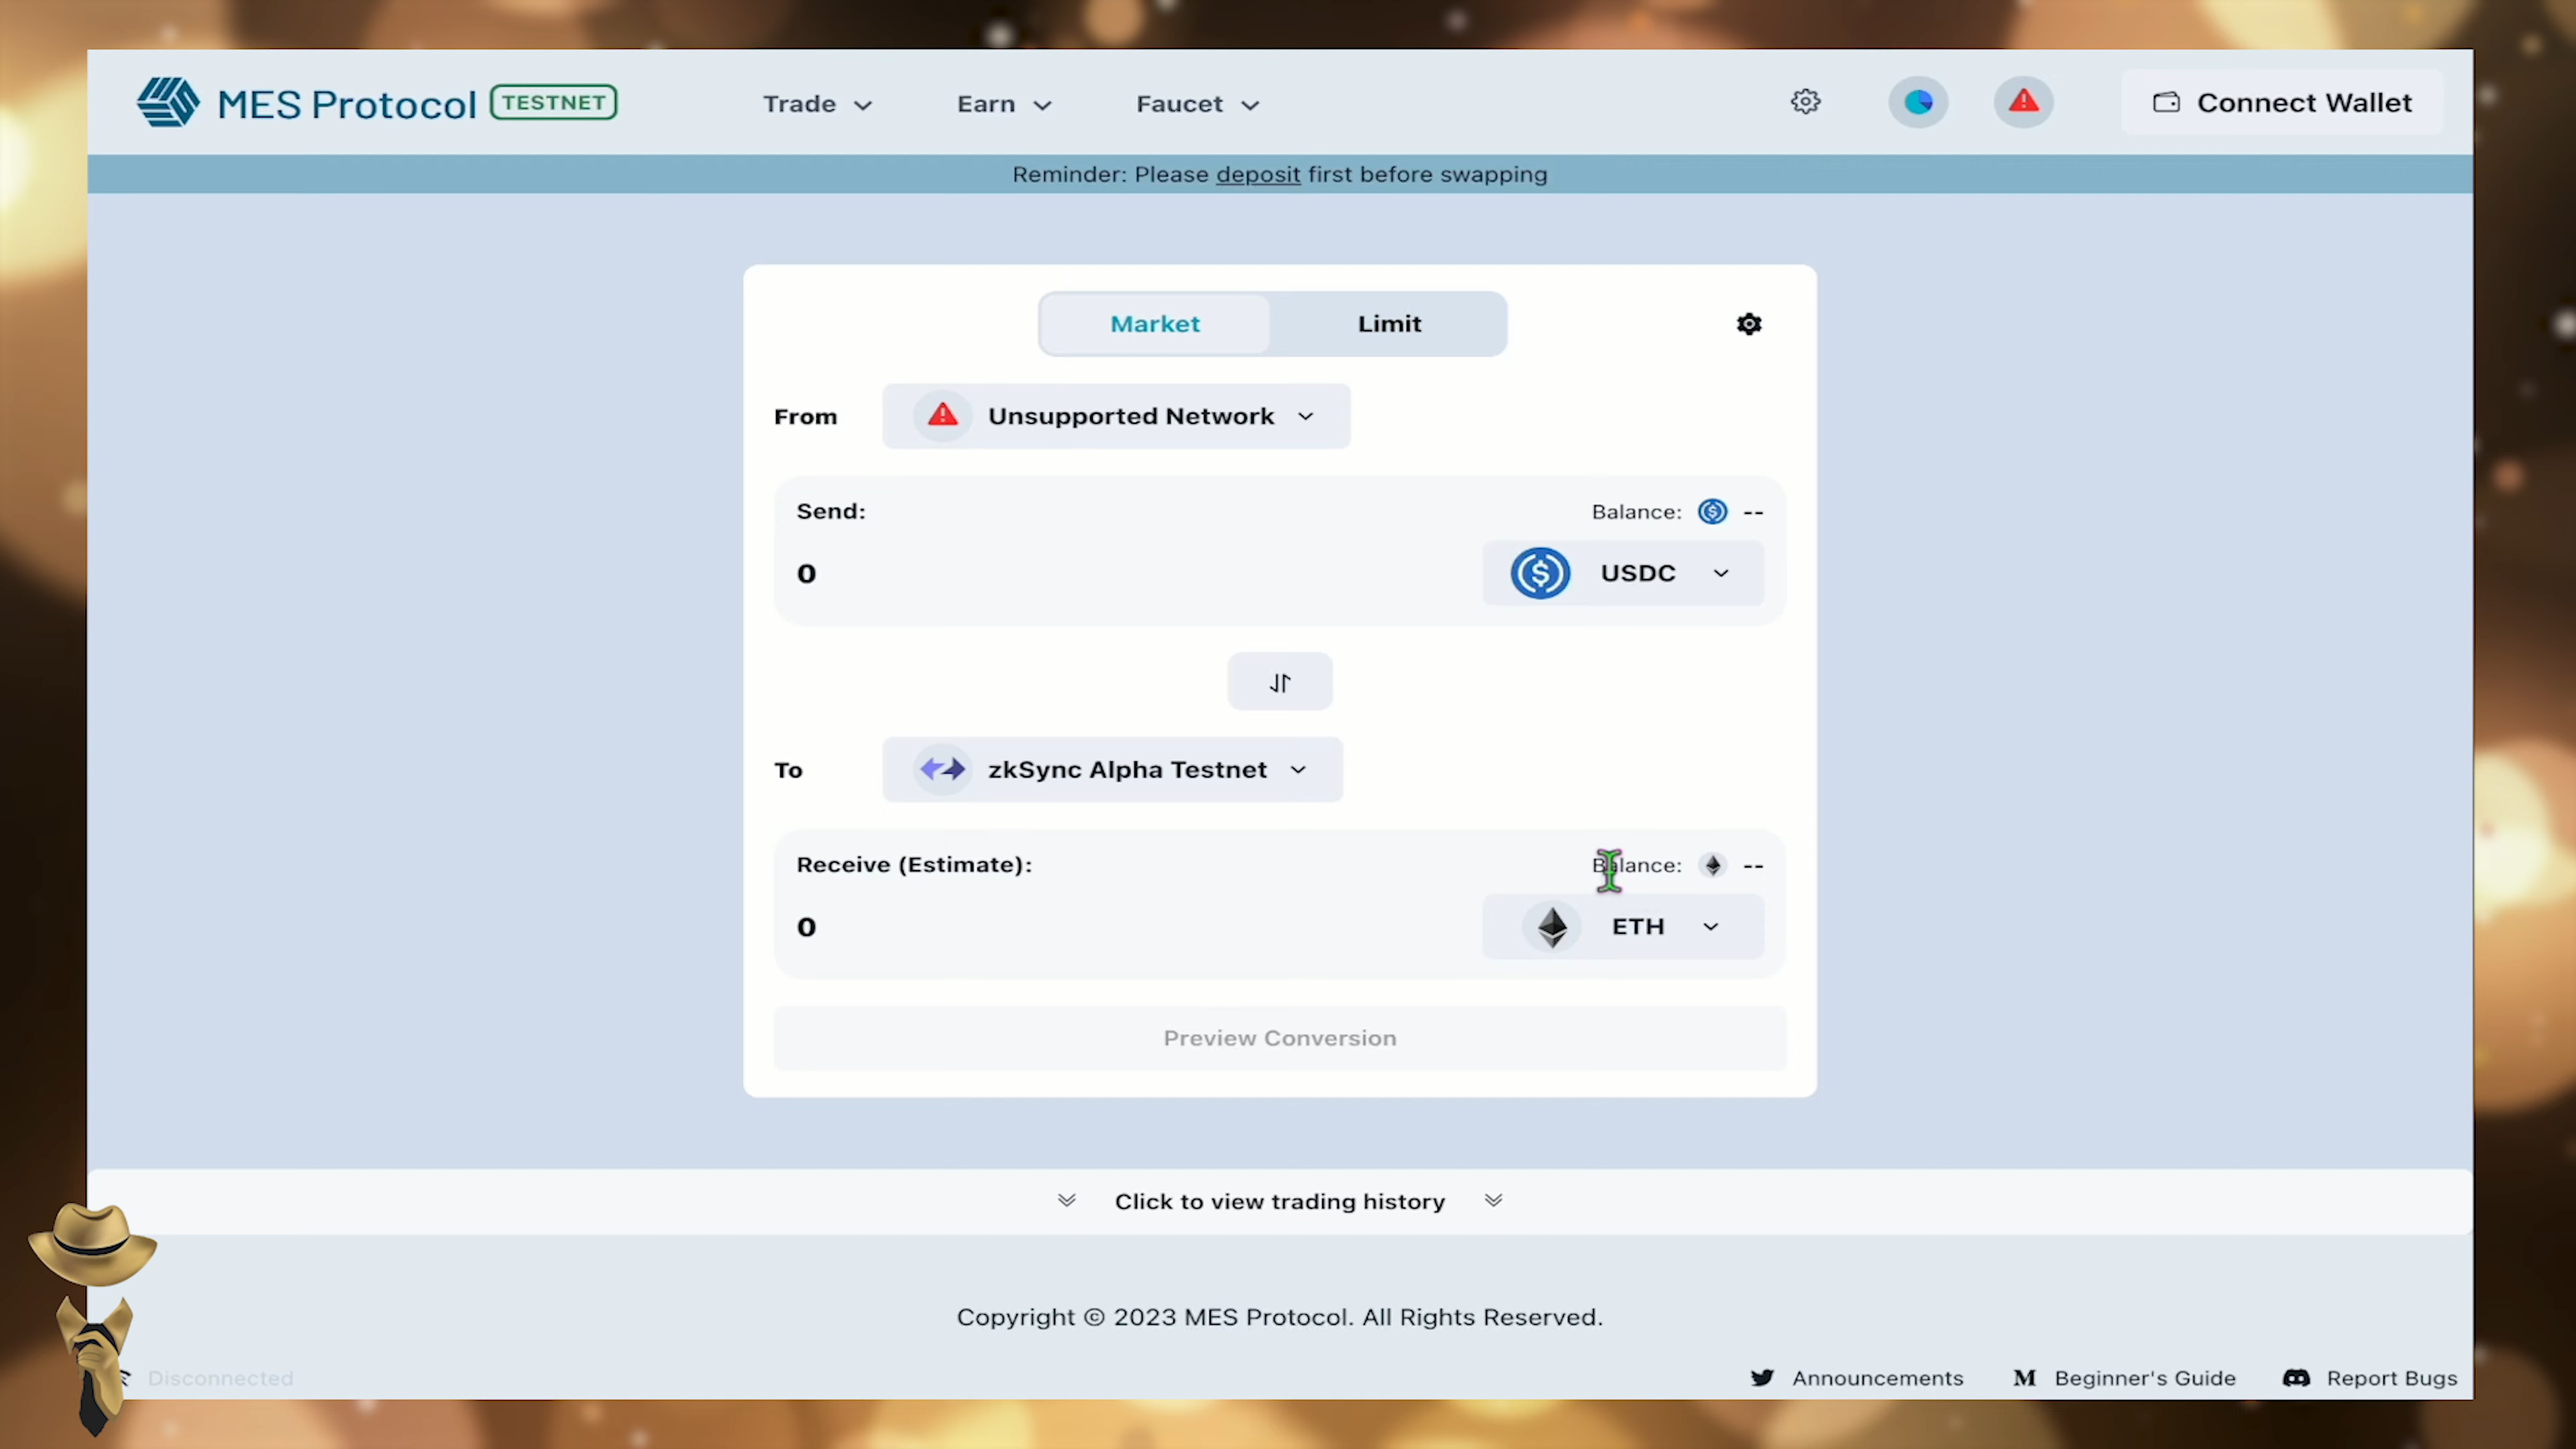 MES Protocol TESTNET Trade Earn Faucet Connect Wallet
Reminder: Please deposit first before swapping
Market Limit
From Unsupported Network
Send: Balance: --
0 USDC
To zkSync Alpha Testnet
Receive (Estimate): Balance: --
0 ETH
Preview Conversion
Click to view trading history
Copyright © 2023 MES Protocol. All Rights Reserved.
Disconnected Announcements Beginner's Guide Report Bugs